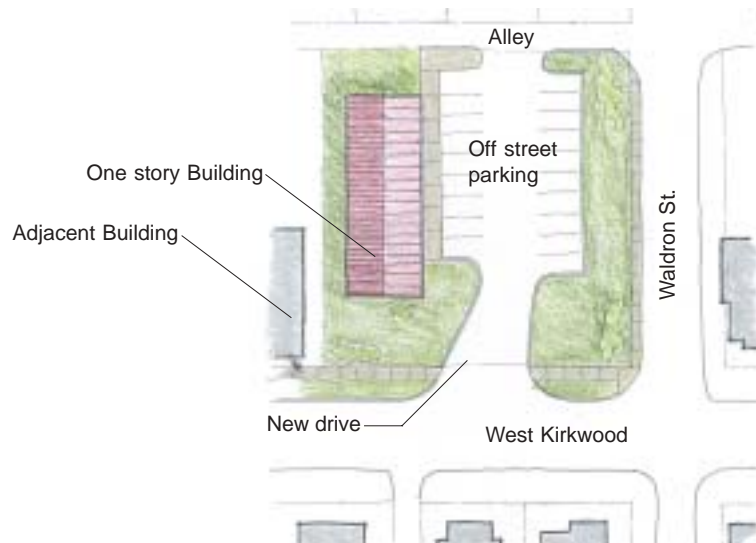 Alley
One story Building
Off street
parking
Adjacent Building
Waldron St.
New drive
West Kirkwood